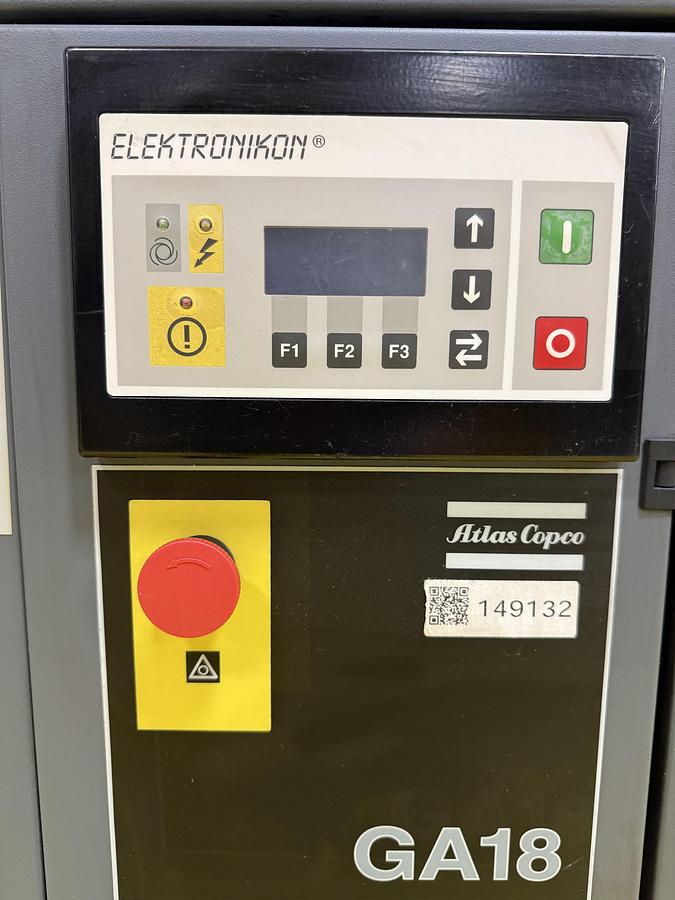 ELEKTRONIKON®
F1 F2 F3
Atlas Copco
149132
GA18